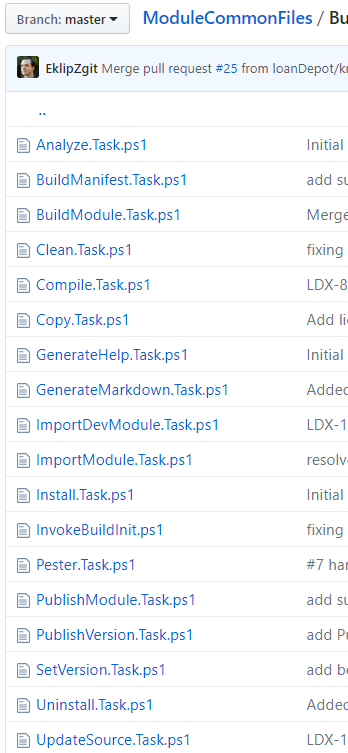 Branch: master ModuleCommonFiles / Bu
EklipZgit Merge pull request #25 from loanDepot/kr
..
Analyze.Task.ps1 Initial
BuildManifest.Task.ps1 add su
BuildModule.Task.ps1 Merge
Clean.Task.ps1 fixing
Compile.Task.ps1 LDX-8
Copy.Task.ps1 Add lic
GenerateHelp.Task.ps1 Initial
GenerateMarkdown.Task.ps1 Added
ImportDevModule.Task.ps1 LDX-1
ImportModule.Task.ps1 resolve
Install.Task.ps1 Initial
InvokeBuildInit.ps1 fixing
Pester.Task.ps1 #7 har
PublishModule.Task.ps1 add su
PublishVersion.Task.ps1 add Pu
SetVersion.Task.ps1 add be
Uninstall.Task.ps1 Added
UpdateSource.Task.ps1 LDX-1